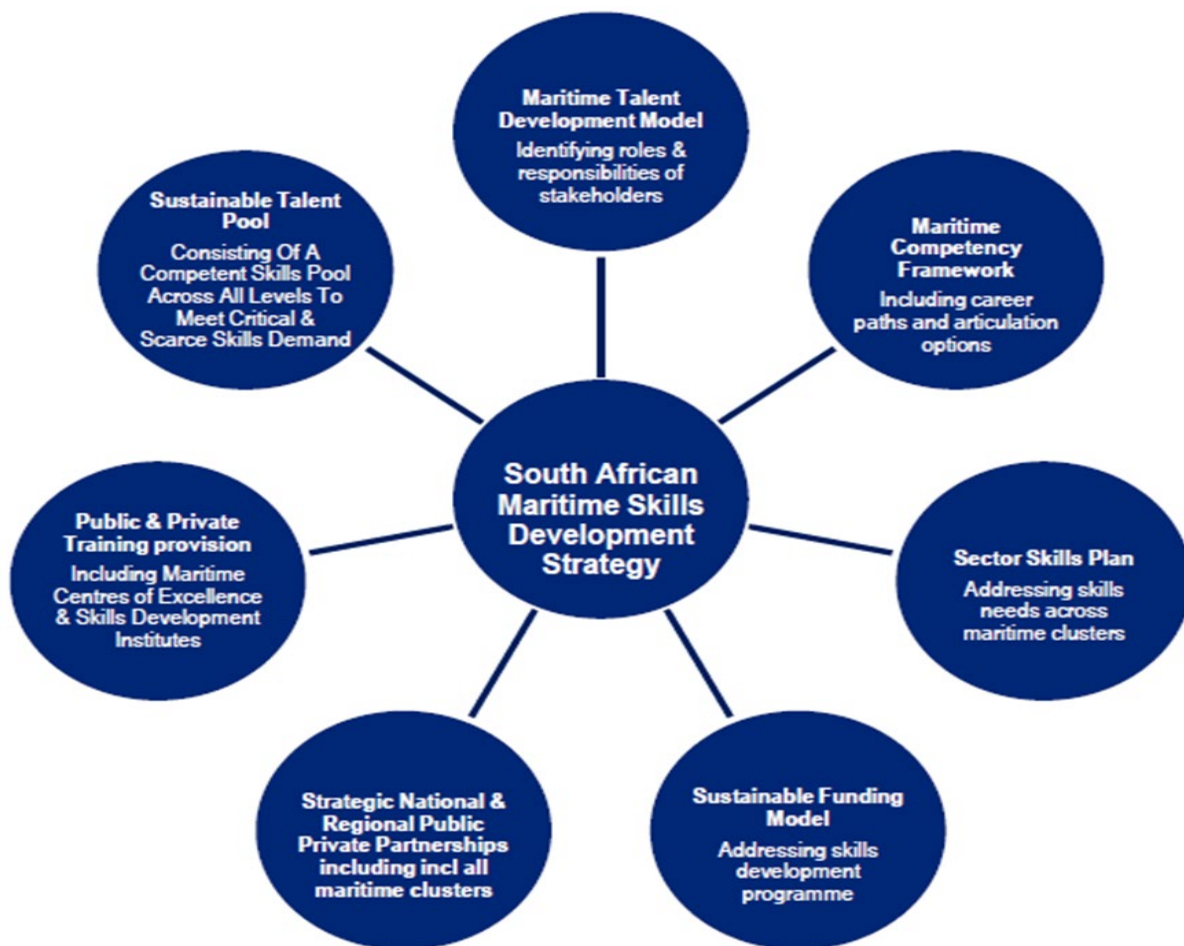 Maritime Talent
Development Model
Identifying roles &
responsibilities of
stakeholders
Maritime
Competency
Framework
Including career
paths and articulation
options
Sector Skills Plan
Addressing skills
needs across
maritime clusters
Sustainable Funding
Model
Addressing skills
development
programme
Strategic National &
Regional Public
Private Partnerships
including incl all
maritime clusters
Public & Private
Training provision
Including Maritime
Centres of Excellence
& Skills Development
Institutes
Sustainable Talent
Pool
Consisting Of A
Competent Skills Pool
Across All Levels To
Meet Critical &
Scarce Skills Demand
South African
Maritime Skills
Development
Strategy